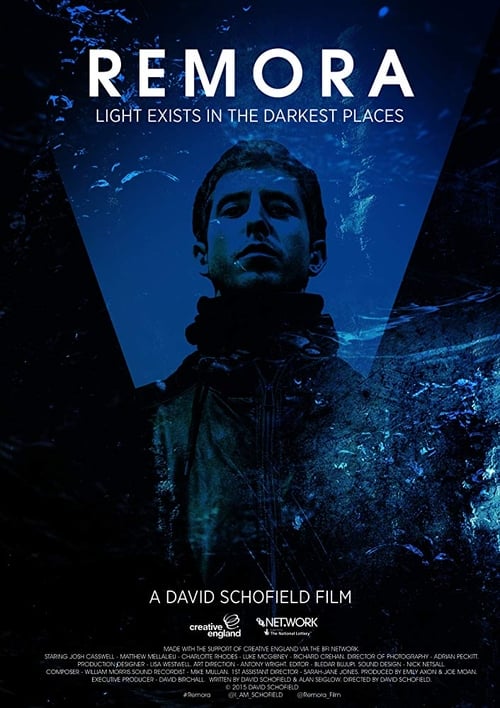 REMORA
LIGHT EXISTS IN THE DARKEST PLACES
A DAVID SCHOFIELD FILM
creative england
NET.WORK
The National Lottery
MADE WITH THE SUPPORT OF CREATIVE ENGLAND VIA THE BFI NETWORK.
STARING JOSH CASSWELL - MATTHEW MELLALIEU - CHARLOTTE RHODES - LUKE MCGIBNEY - RICHARD CREHAN. DIRECTOR OF PHOTOGRAPHY - ADRIAN PECKITT.
PRODUCTION DESIGNER - LISA WESTWELL. ART DIRECTION - ANTONY WRIGHT. EDITOR - BLEDAR BUJUPI. SOUND DESIGN - NICK NETSALL
COMPOSER - WILLIAM MORRIS SOUND RECORDIST - MIKE MULLAN. 1ST ASSISTANT DIRECTOR - SARAH-JANE JONES. PRODUCED BY EMILY AXON & JOE MOAN.
EXECUTIVE PRODUCER - DAVID BIRCHALL. WRITTEN BY DAVID SCHOFIELD & ALAN SEIGLOW. DIRECTED BY DAVID SCHOFIELD.
© 2015 DAVID SCHOFIELD
#Remora @I_AM_SCHOFIELD @Remora_Film